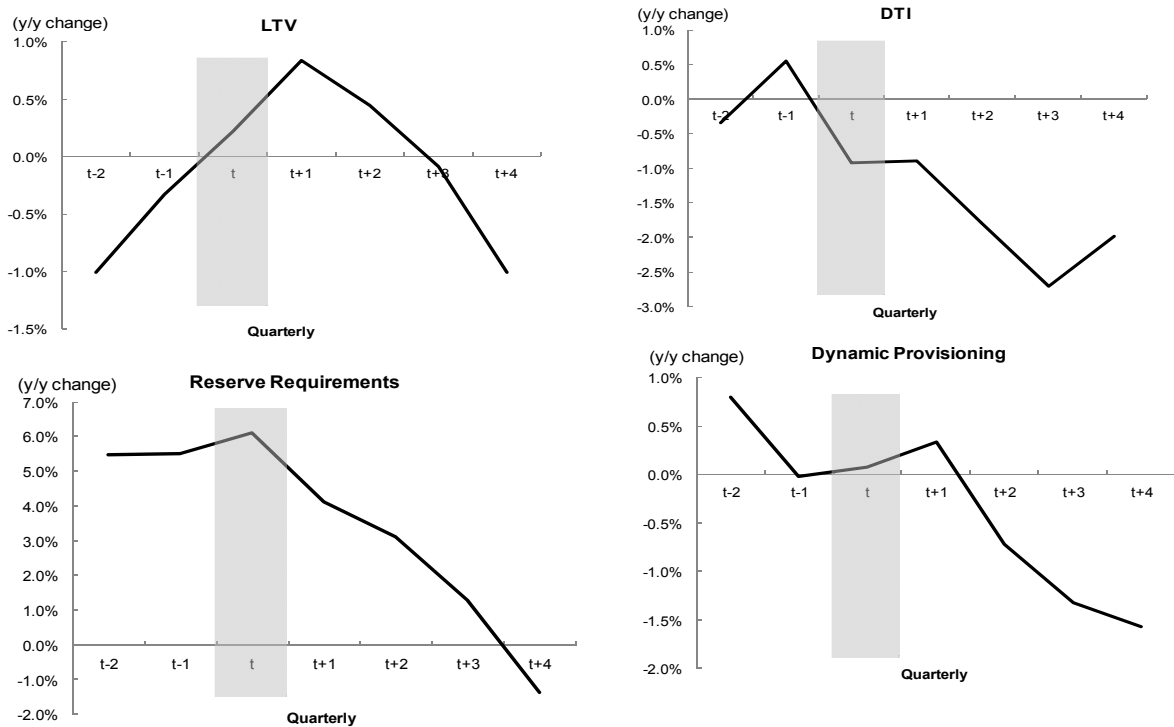 (y/y change)
LTV
1.0%
0.5%
0.0%
-0.5%
-1.0%
-1.5%
t-2 t-1 t t+1 t+2 t+3 t+4
Quarterly
(y/y change)
DTI
1.0%
0.5%
0.0%
-0.5%
-1.0%
-1.5%
-2.0%
-2.5%
-3.0%
t-2 t-1 t t+1 t+2 t+3 t+4
Quarterly
(y/y change)
Reserve Requirements
7.0%
6.0%
5.0%
4.0%
3.0%
2.0%
1.0%
0.0%
-1.0%
-2.0%
t-2 t-1 t t+1 t+2 t+3 t+4
Quarterly
(y/y change)
Dynamic Provisioning
1.0%
0.5%
0.0%
-0.5%
-1.0%
-1.5%
-2.0%
t-2 t-1 t t+1 t+2 t+3 t+4
Quarterly